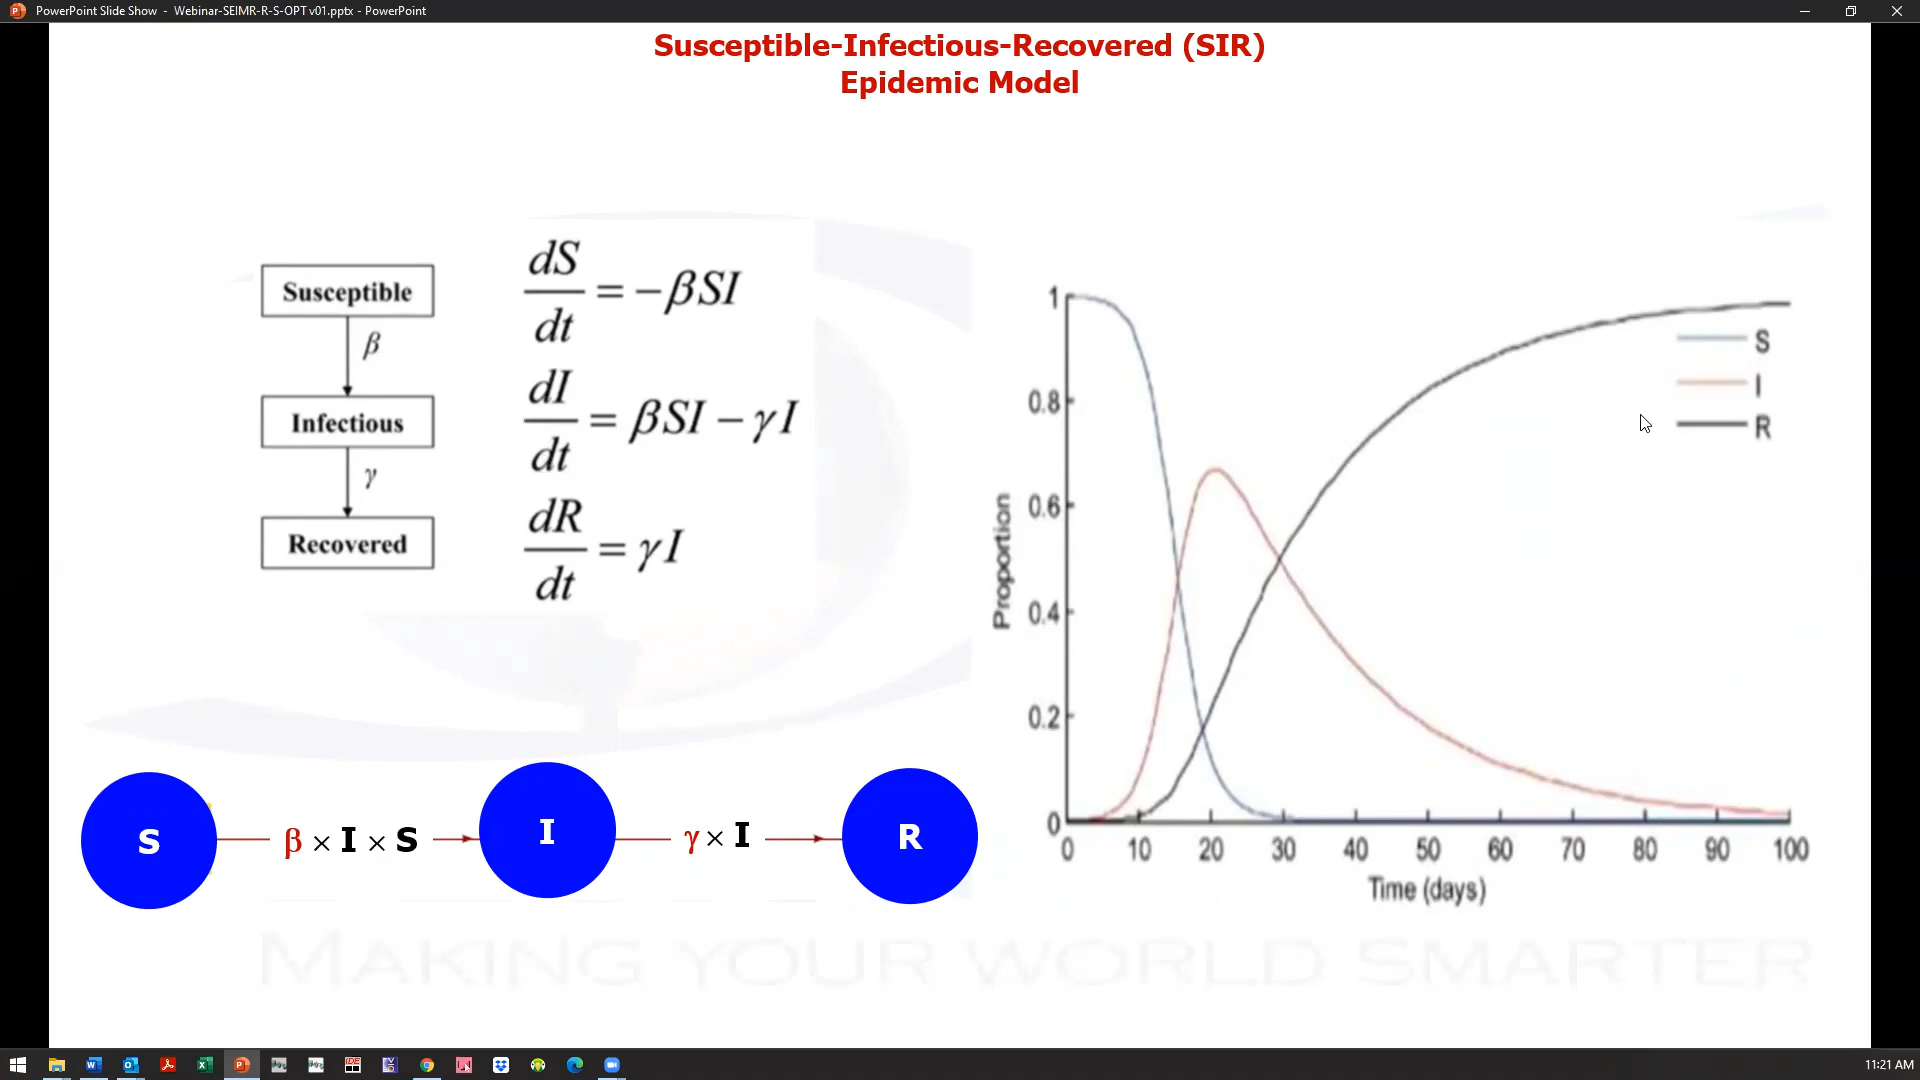 PowerPoint Slide Show - Webinar-SEIMR-R-S-OPT v01.pptx - PowerPoint
Susceptible-Infectious-Recovered (SIR)
Epidemic Model
Susceptible
β
Infectious
γ
Recovered
dS/dt = −βSI
dI/dt = βSI − γI
dR/dt = γI
S
β × I × S
I
γ × I
R
Proportion
1
0.8
0.6
0.4
0.2
0
0 10 20 30 40 50 60 70 80 90 100
Time (days)
S
I
R
MAKING YOUR WORLD SMARTER
11:21 AM